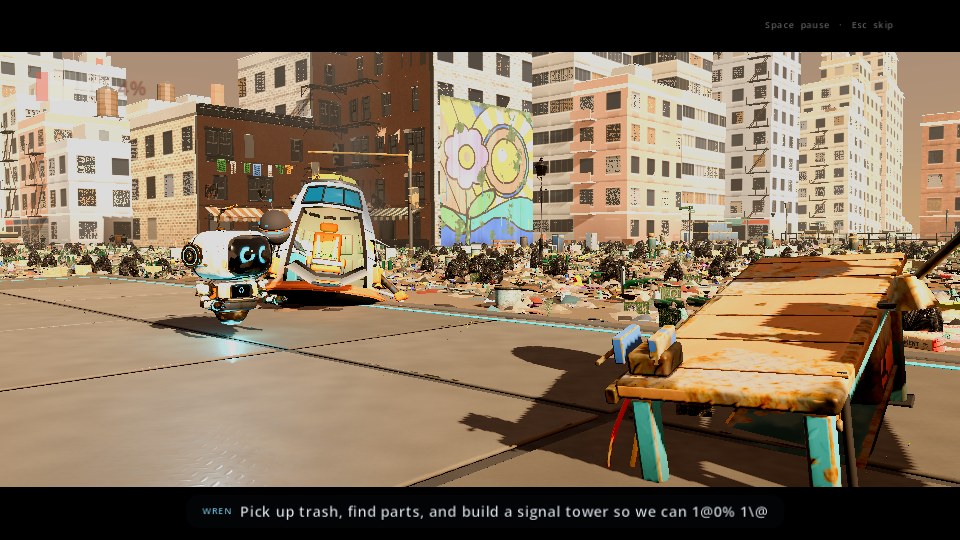 Space pause · Esc skip
WREN Pick up trash, find parts, and build a signal tower so we can 1@0% 1\@